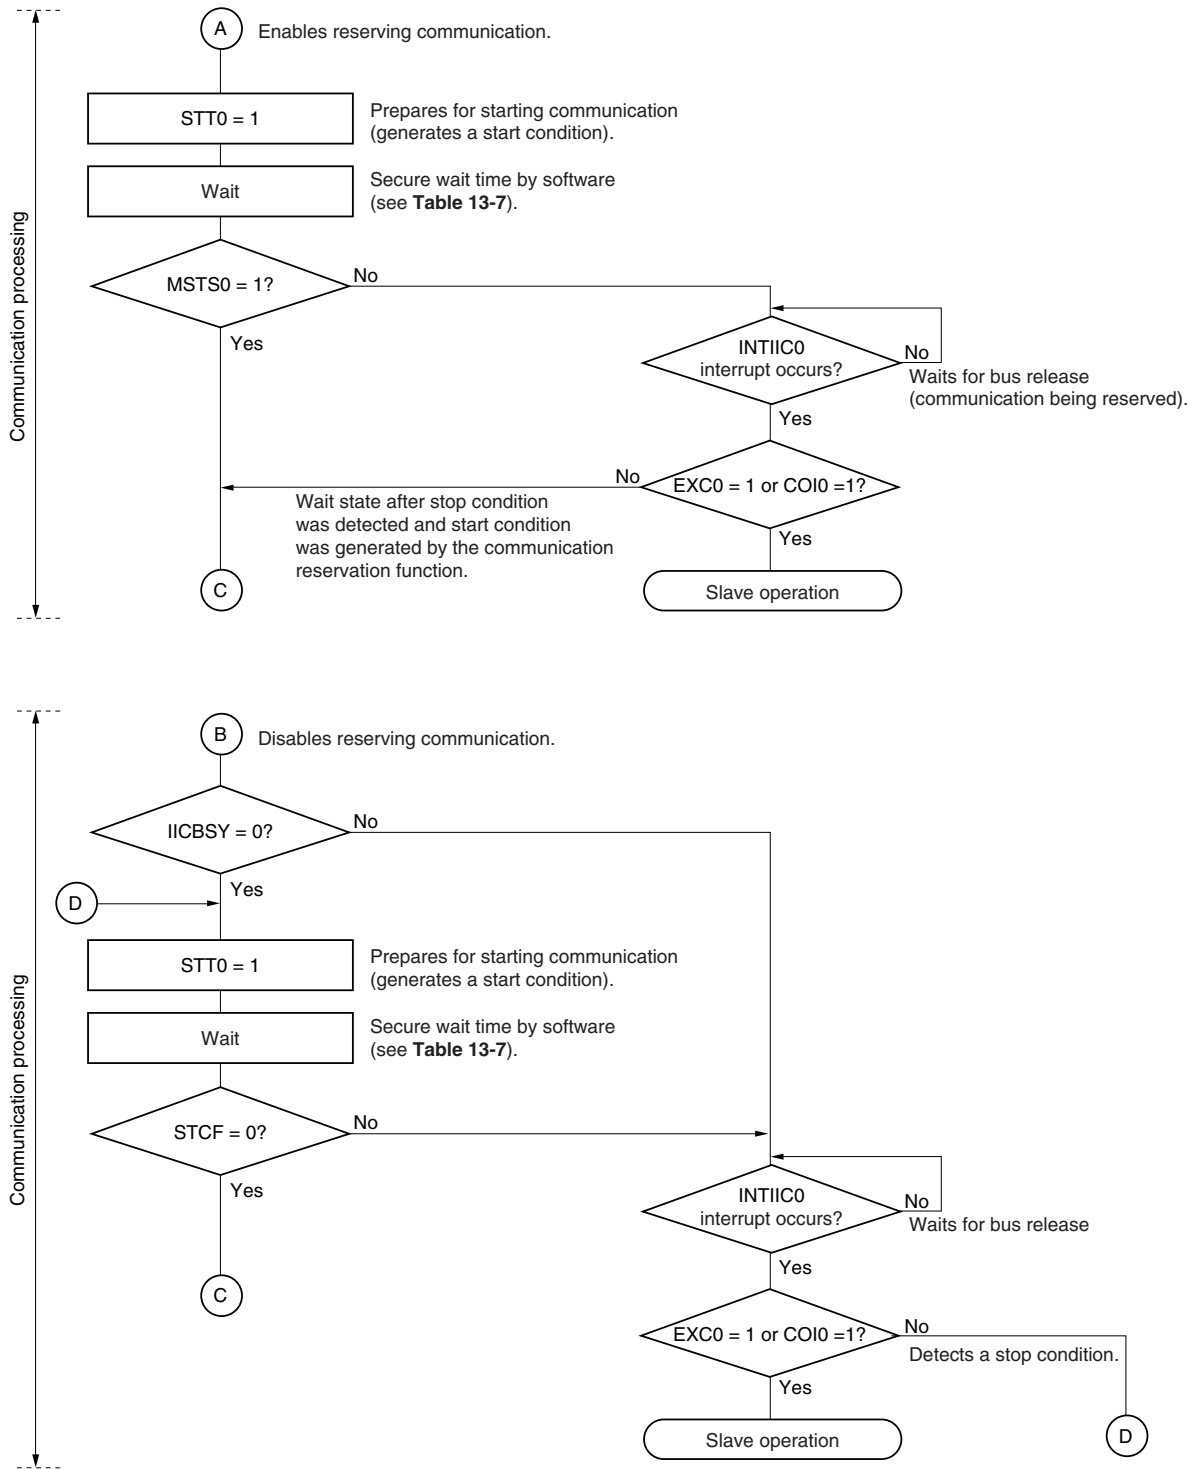 A
Enables reserving communication.
STT0 = 1
Prepares for starting communication
(generates a start condition).
Wait
Secure wait time by software
(see Table 13-7).
Communication processing
MSTS0 = 1?
No
Yes
INTIIC0
interrupt occurs?
No
Waits for bus release
(communication being reserved).
Yes
EXC0 = 1 or COI0 =1?
No
Wait state after stop condition
was detected and start condition
was generated by the communication
reservation function.
Yes
C
Slave operation
B
Disables reserving communication.
IICBSY = 0?
No
Yes
D
STT0 = 1
Prepares for starting communication
(generates a start condition).
Wait
Secure wait time by software
(see Table 13-7).
Communication processing
STCF = 0?
No
Yes
INTIIC0
interrupt occurs?
No
Waits for bus release
Yes
C
EXC0 = 1 or COI0 =1?
No
Detects a stop condition.
Yes
Slave operation
D